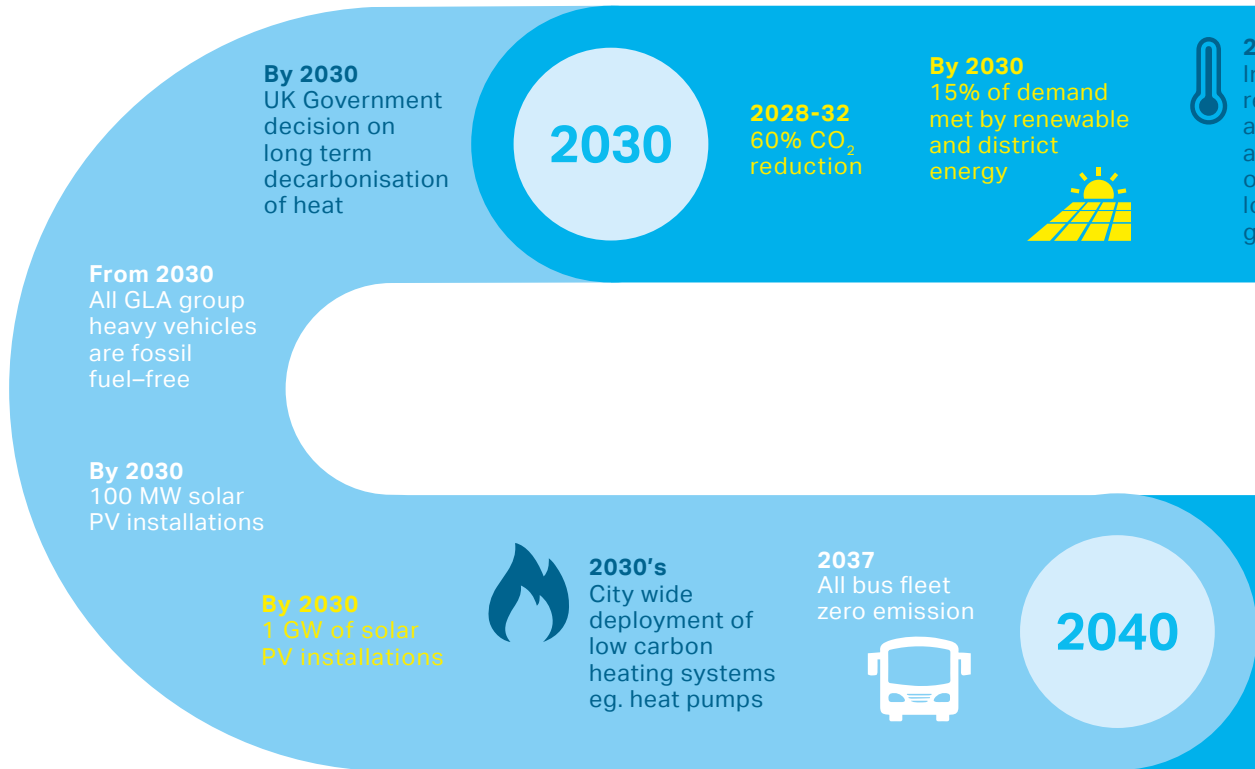 By 2030
UK Government
decision on
long term
decarbonisation
of heat
2030
2028-32
60% CO₂
reduction
By 2030
15% of demand
met by renewable
and district
energy
From 2030
All GLA group
heavy vehicles
are fossil
fuel–free
By 2030
100 MW solar
PV installations
By 2030
1 GW of solar
PV installations
2030's
City wide
deployment of
low carbon
heating systems
eg. heat pumps
2037
All bus fleet
zero emission
2040